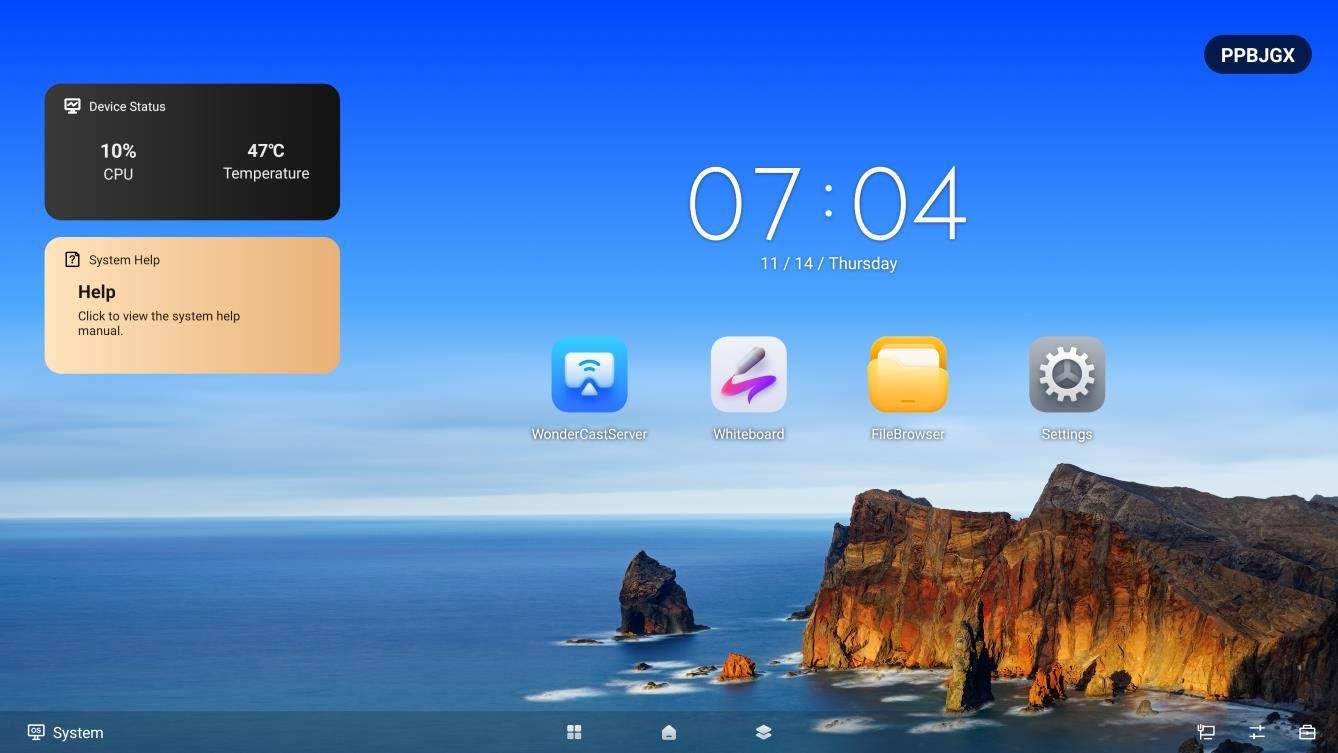 PPBJGX
Device Status
10%
CPU
47℃
Temperature
System Help
Help
Click to view the system help
manual.
07:04
11 / 14 / Thursday
WonderCastServer
Whiteboard
FileBrowser
Settings
OS System